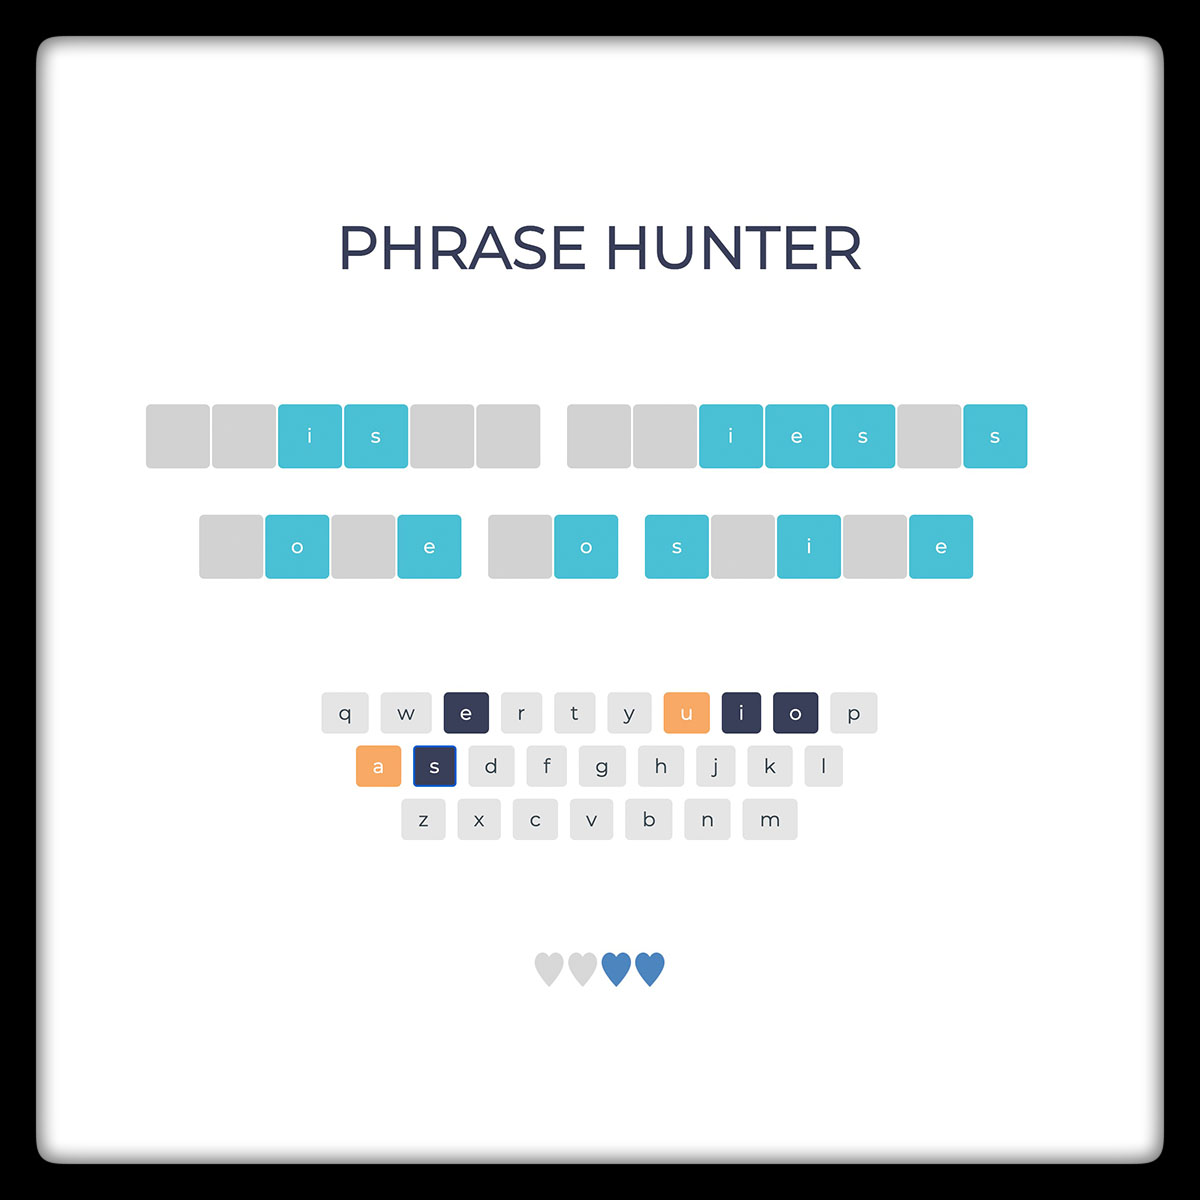 PHRASE HUNTER
i s i e s s
o e o s i e
q w e r t y u i o p
a s d f g h j k l
z x c v b n m